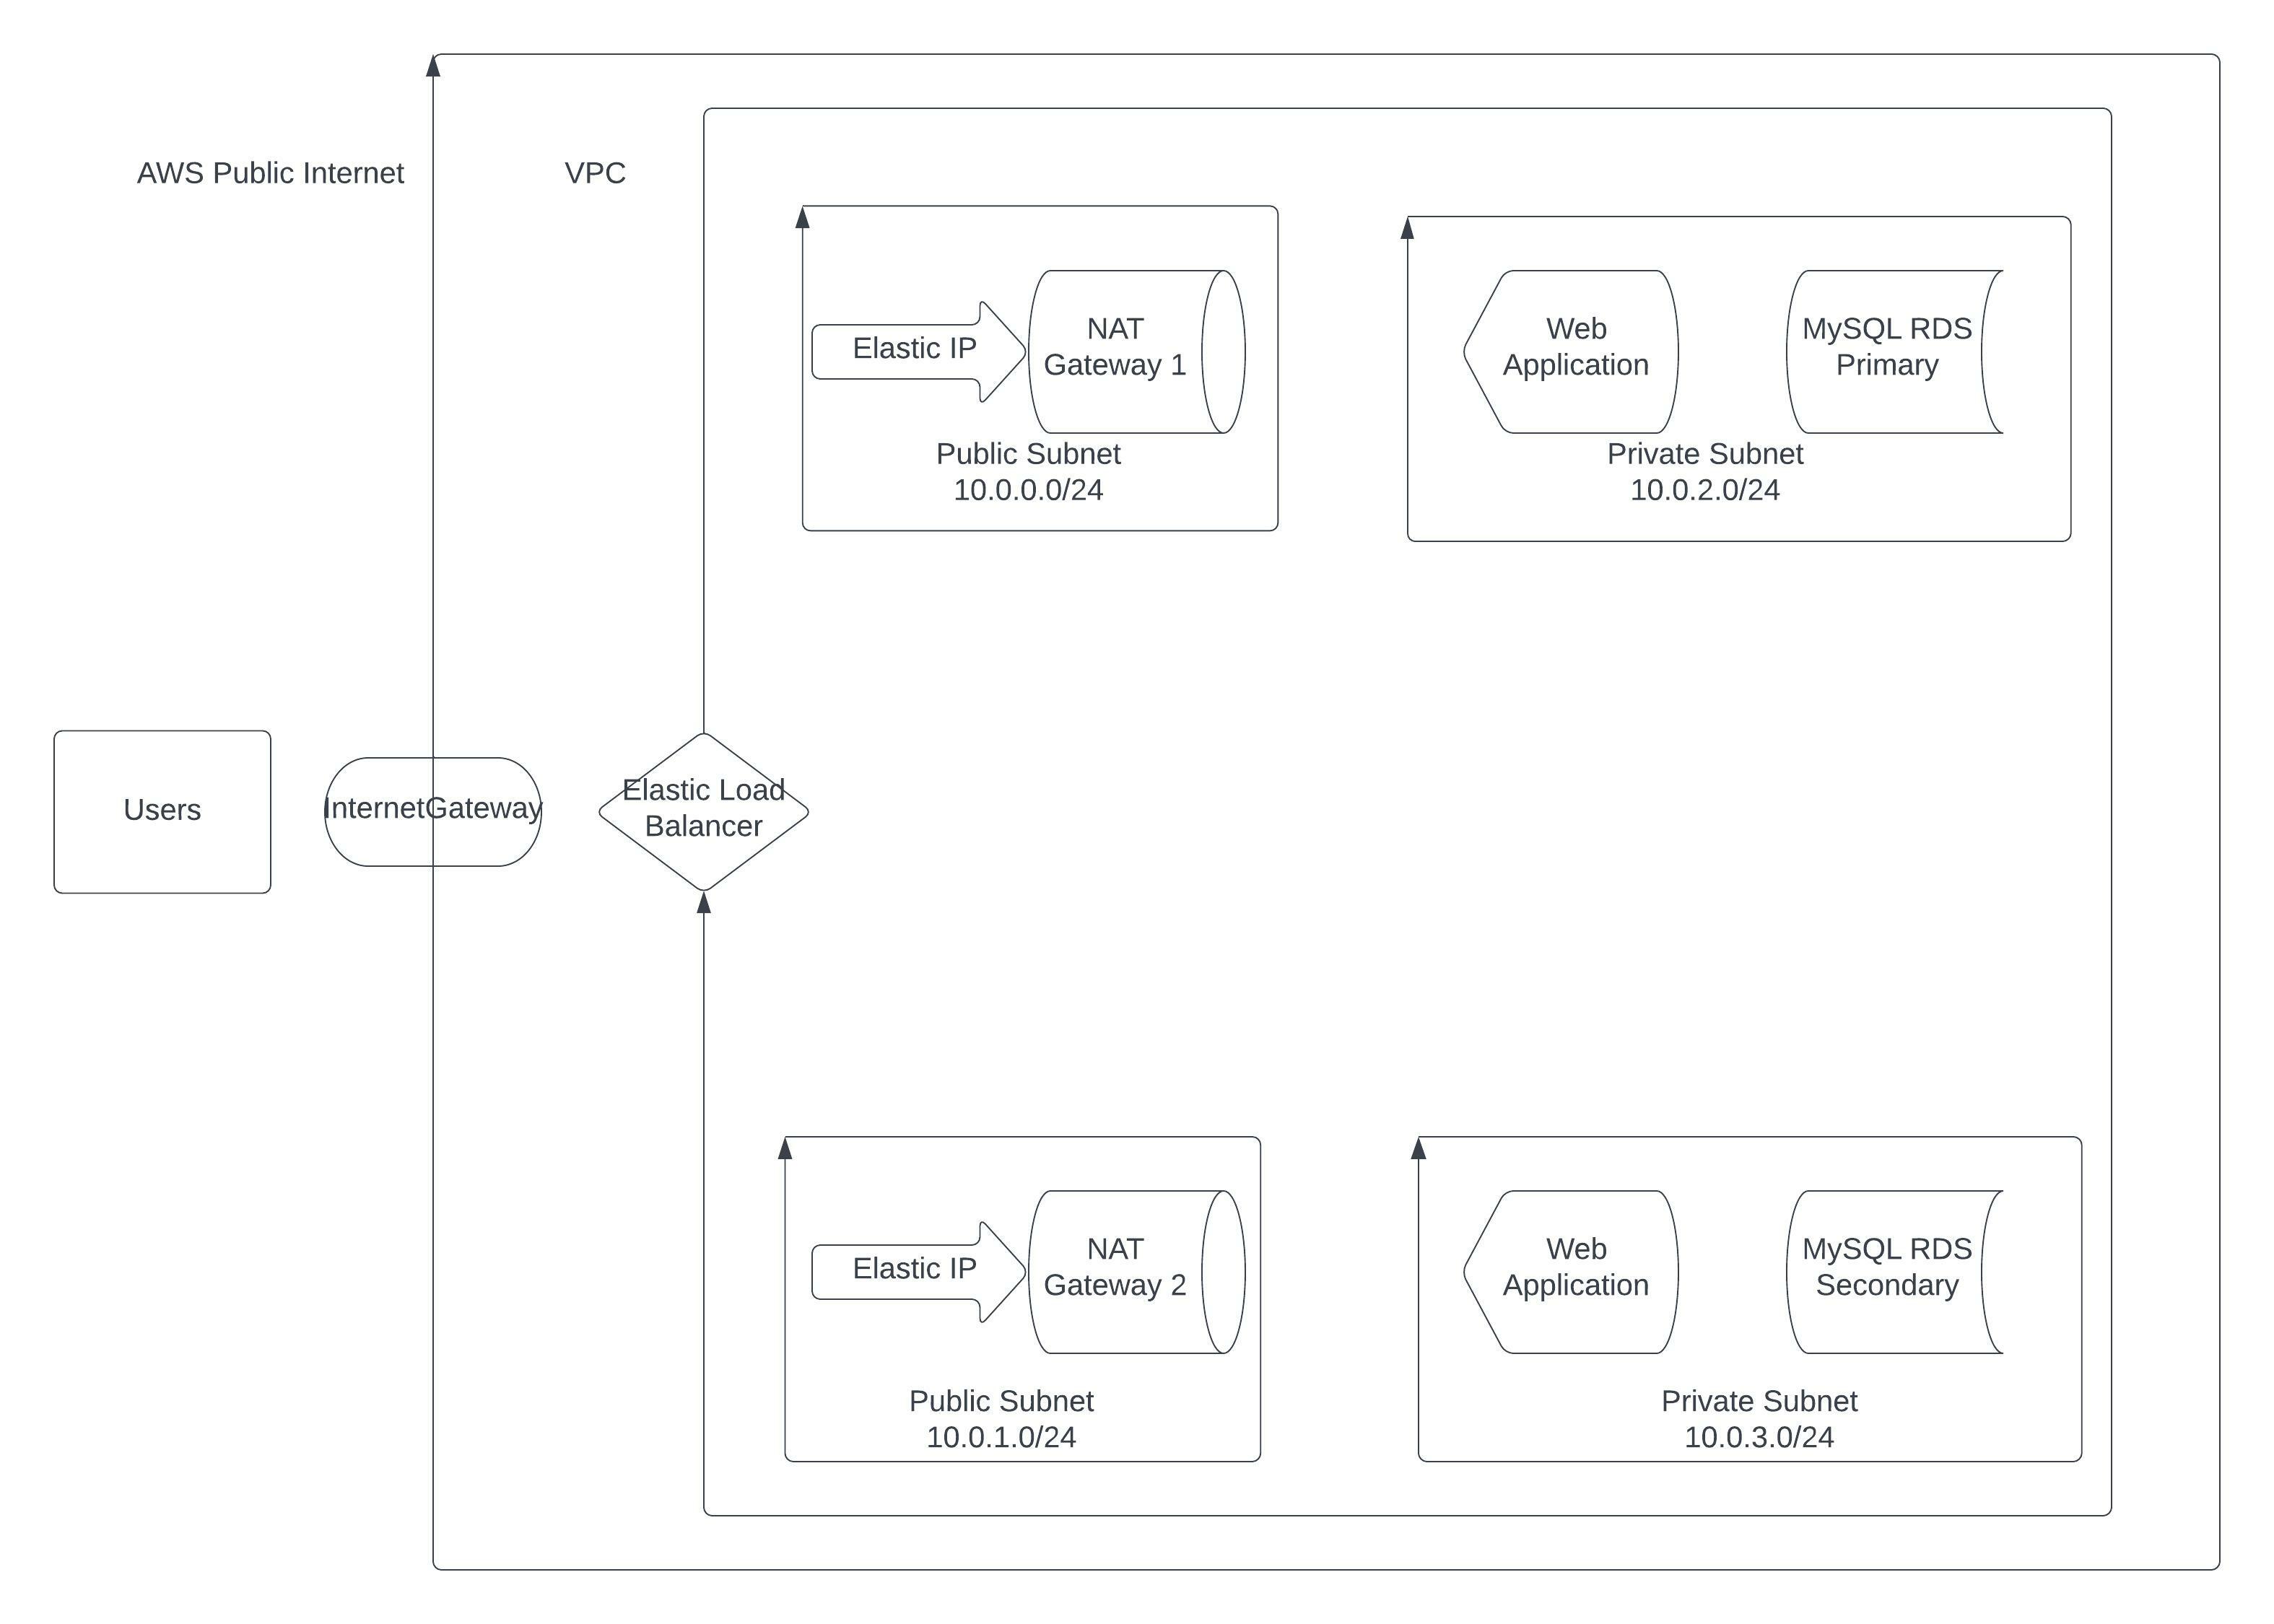 AWS Public Internet
VPC
Elastic IP
NAT
Gateway 1
Public Subnet
10.0.0.0/24
Web
Application
MySQL RDS
Primary
Private Subnet
10.0.2.0/24
Users
InternetGateway
Elastic Load
Balancer
Elastic IP
NAT
Gateway 2
Public Subnet
10.0.1.0/24
Web
Application
MySQL RDS
Secondary
Private Subnet
10.0.3.0/24